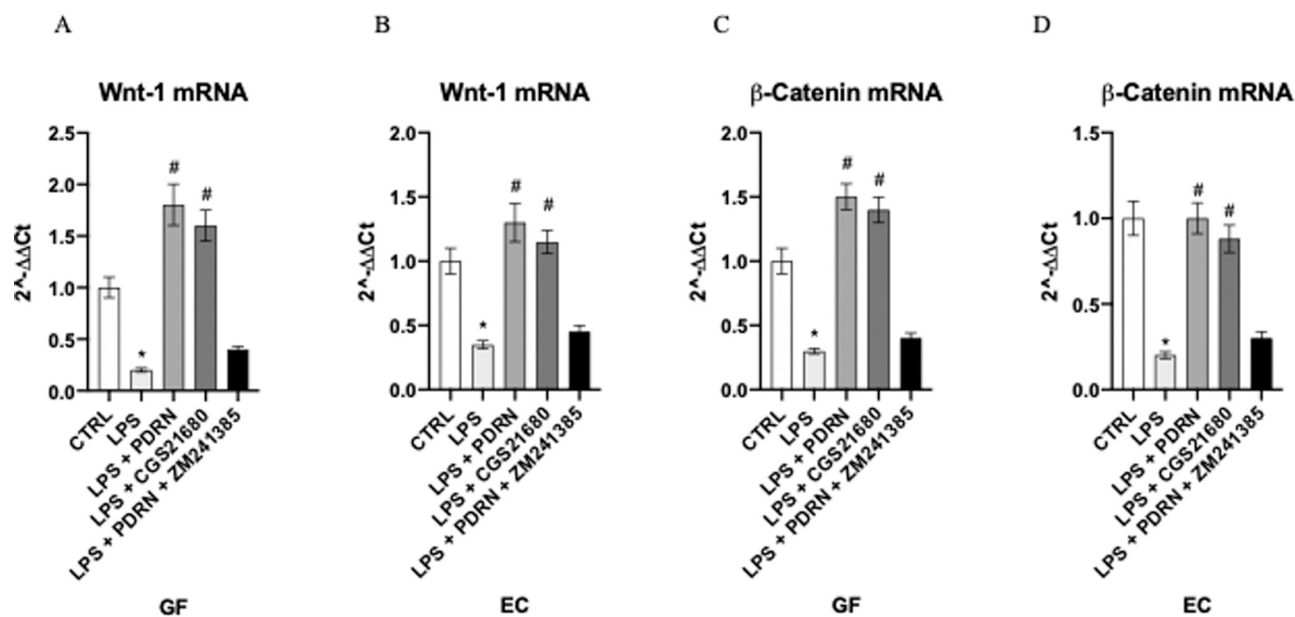 A
B
C
D
Wnt-1 mRNA
2^-ΔΔCt
2.5
2.0
1.5
1.0
0.5
0.0
*
#
#
CTRL
LPS
LPS + PDRN
LPS + CGS21680
LPS + PDRN + ZM241385
GF
Wnt-1 mRNA
2^-ΔΔCt
2.0
1.5
1.0
0.5
0.0
*
#
#
CTRL
LPS
LPS + PDRN
LPS + CGS21680
LPS + PDRN + ZM241385
EC
β-Catenin mRNA
2^-ΔΔCt
2.0
1.5
1.0
0.5
0.0
*
#
#
CTRL
LPS
LPS + PDRN
LPS + CGS21680
LPS + PDRN + ZM241385
GF
β-Catenin mRNA
2^-ΔΔCt
1.5
1.0
0.5
0.0
*
#
#
CTRL
LPS
LPS + PDRN
LPS + CGS21680
LPS + PDRN + ZM241385
EC